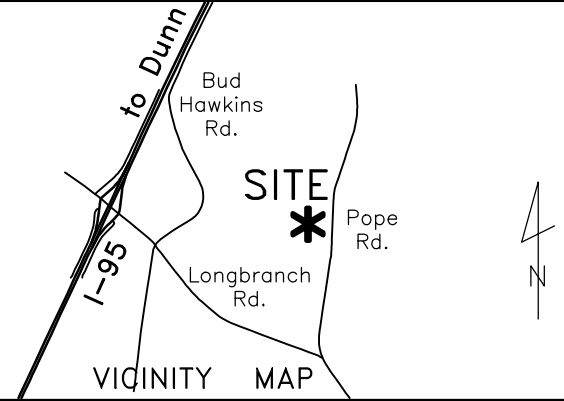 to Dunn
Bud
Hawkins
Rd.
SITE
*
Pope
Rd.
I-95
Longbranch
Rd.
N
VICINITY MAP